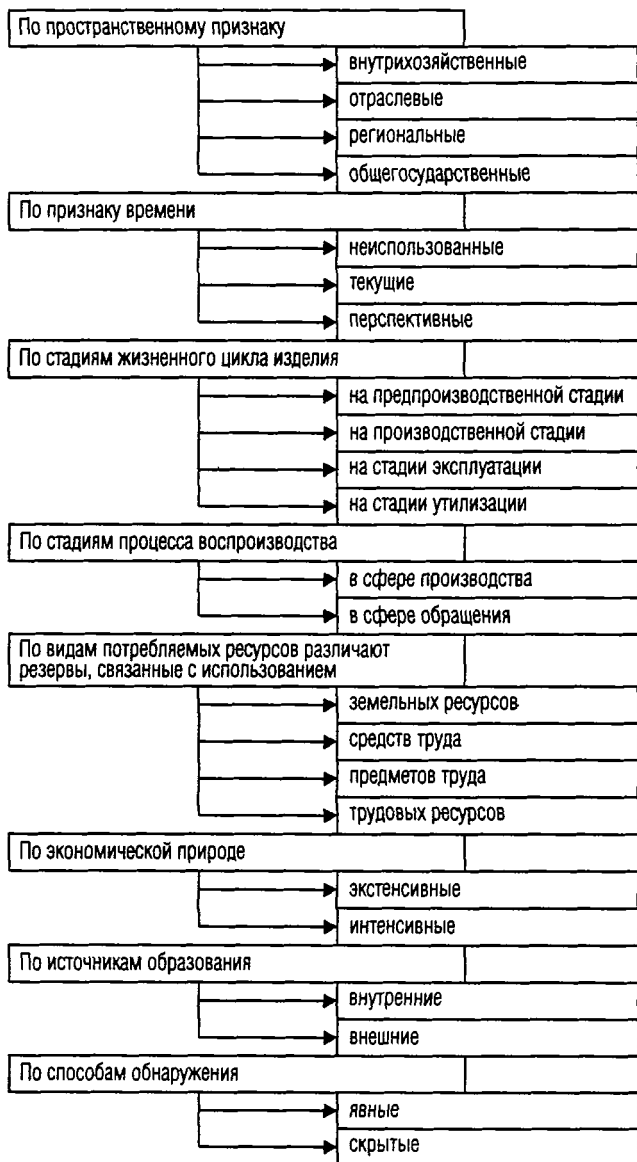 По пространственному признаку
внутрихозяйственные
отраслевые
региональные
общегосударственные
По признаку времени
неиспользованные
текущие
перспективные
По стадиям жизненного цикла изделия
на предпроизводственной стадии
на производственной стадии
на стадии эксплуатации
на стадии утилизации
По стадиям процесса воспроизводства
в сфере производства
в сфере обращения
По видам потребляемых ресурсов различают
резервы, связанные с использованием
земельных ресурсов
средств труда
предметов труда
трудовых ресурсов
По экономической природе
экстенсивные
интенсивные
По источникам образования
внутренние
внешние
По способам обнаружения
явные
скрытые